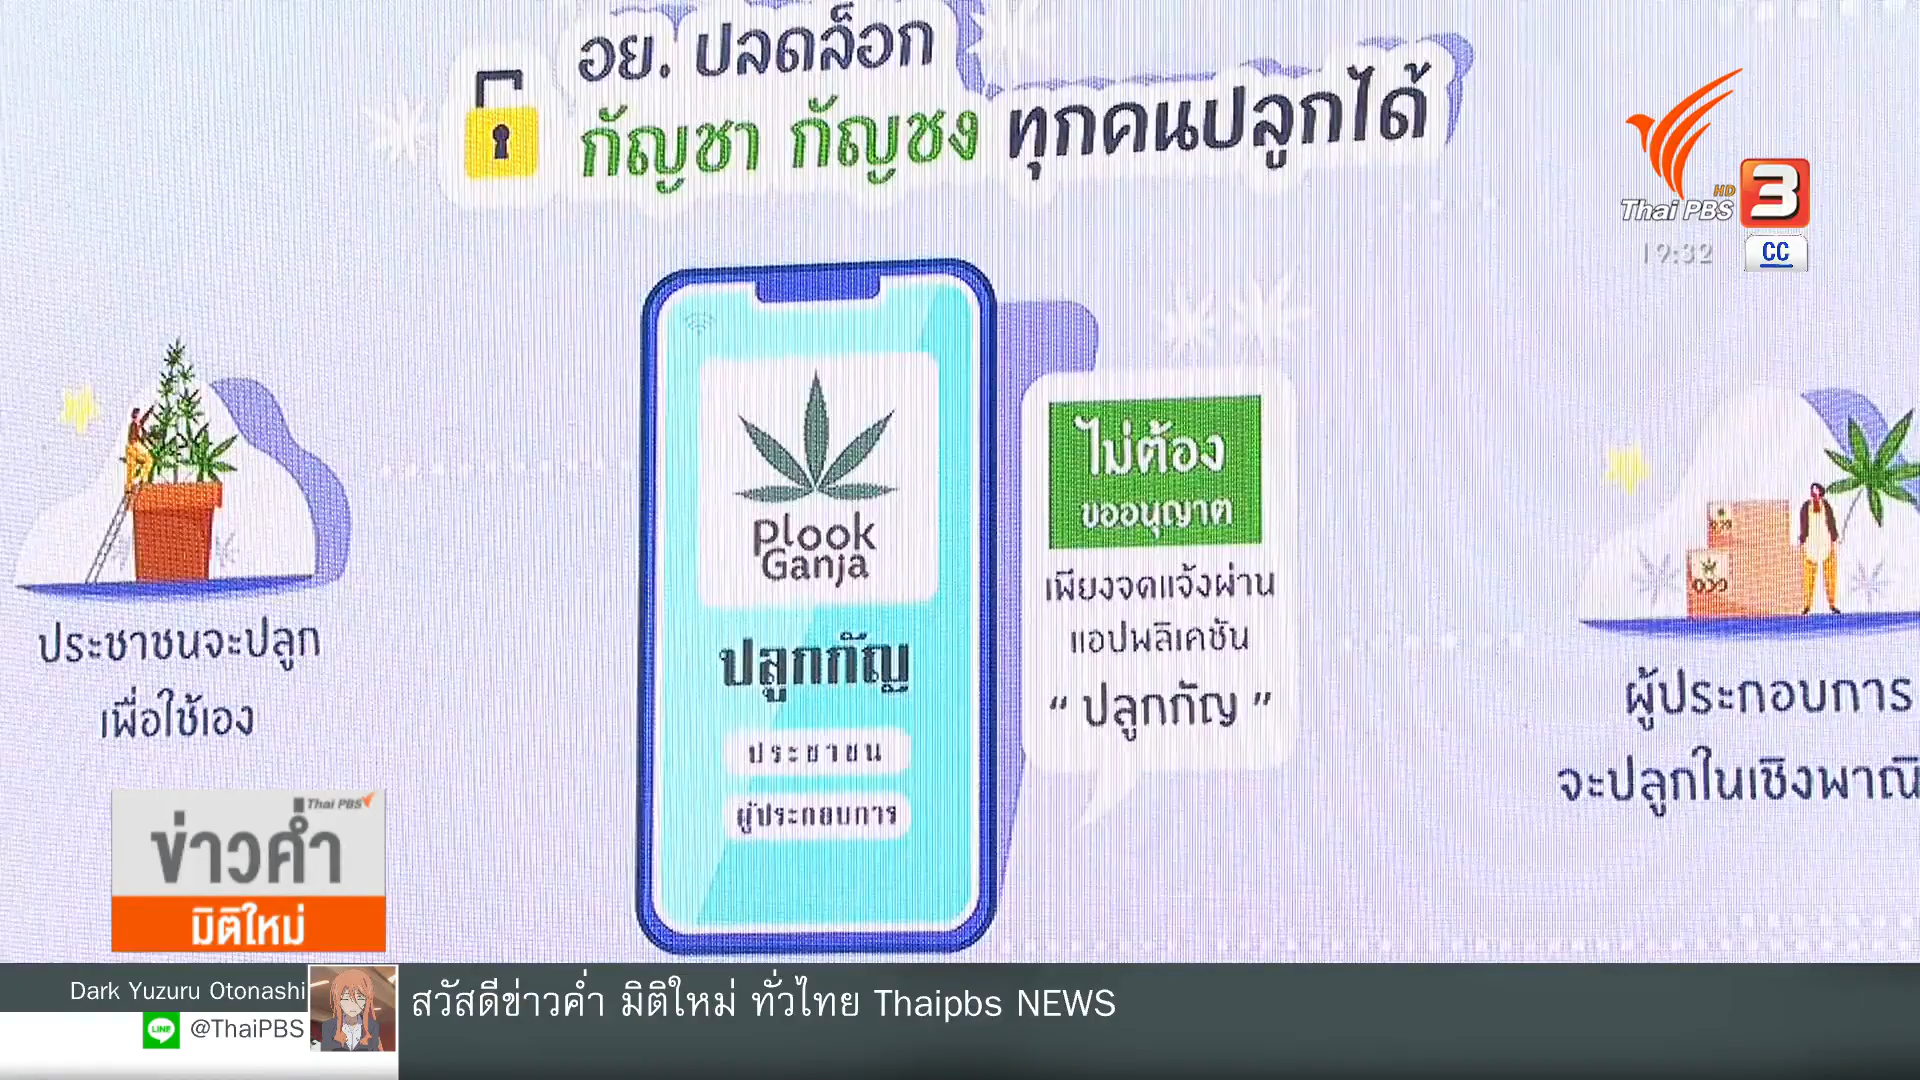 อย. ปลดล็อก
กัญชา กัญชง ทุกคนปลูกได้
Thai PBS HD 3
19:32
CC
Plook
Ganja
ปลูกกัญ
ประชาชน
ผู้ประกอบการ
ไม่ต้อง
ขออนุญาต
เพียงจดแจ้งผ่าน
แอปพลิเคชัน
“ ปลูกกัญ ”
ประชาชนจะปลูก
เพื่อใช้เอง
ผู้ประกอบการ
จะปลูกในเชิงพาณิ
Thai PBS
ข่าวค่ำ
มิติใหม่
Dark Yuzuru Otonashi
LINE @ThaiPBS
สวัสดีข่าวค่ำ มิติใหม่ ทั่วไทย Thaipbs NEWS